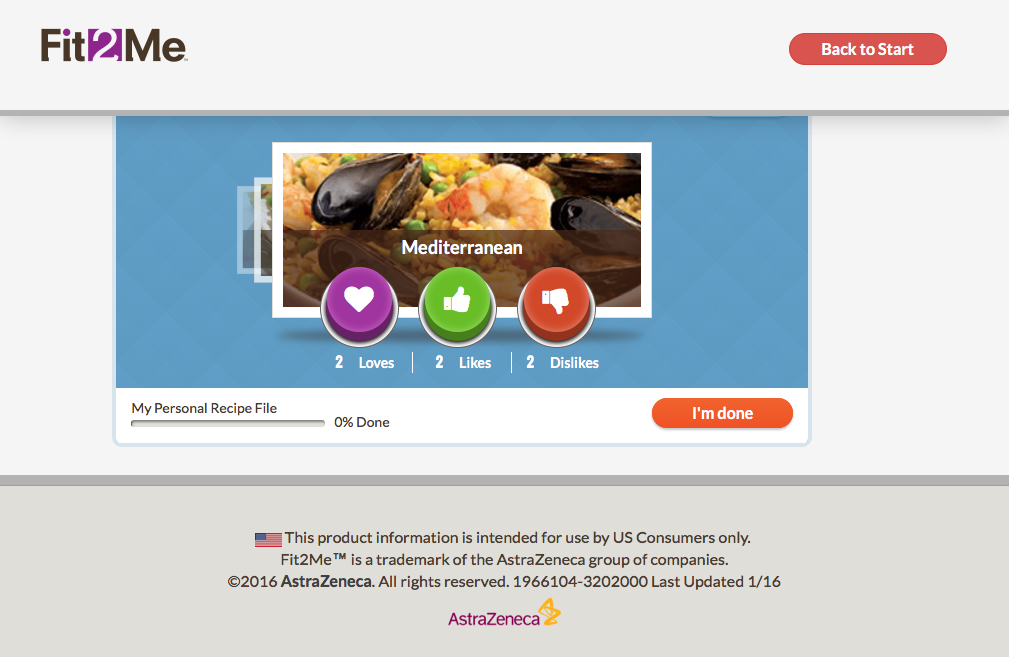 Fit2Me™
Back to Start
Mediterranean
2 Loves
2 Likes
2 Dislikes
My Personal Recipe File
0% Done
I'm done
This product information is intended for use by US Consumers only.
Fit2Me™ is a trademark of the AstraZeneca group of companies.
©2016 AstraZeneca. All rights reserved. 1966104-3202000 Last Updated 1/16
AstraZeneca